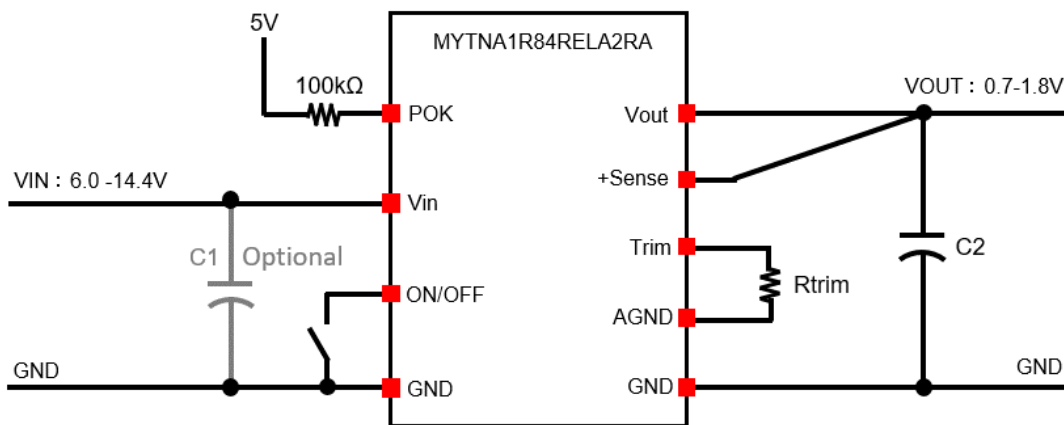 MYTNA1R84RELA2RA
5V
100kΩ
POK
Vout
VOUT : 0.7-1.8V
+Sense
VIN : 6.0 -14.4V
Vin
Trim
C1 Optional
C2
Rtrim
ON/OFF
AGND
GND
GND
GND
GND